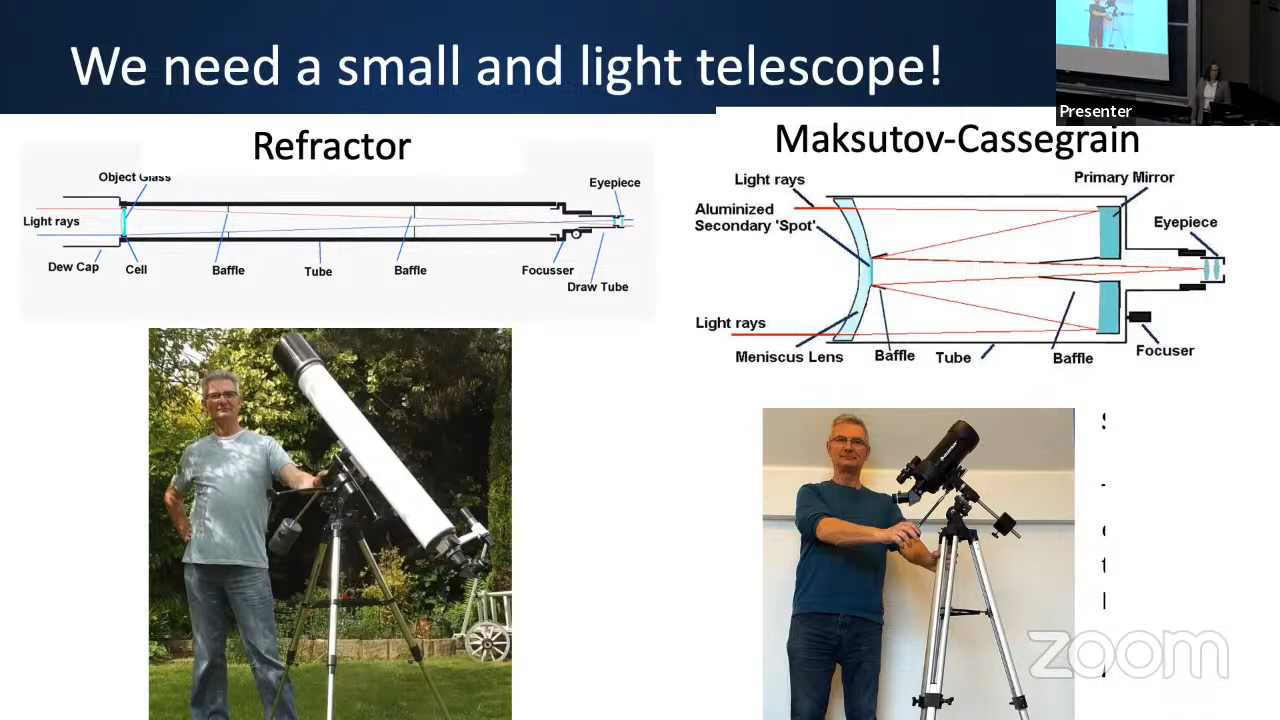 We need a small and light telescope!
Presenter
Refractor
Object Glass
Eyepiece
Light rays
Dew Cap
Cell
Baffle
Tube
Baffle
Focusser
Draw Tube
Maksutov-Cassegrain
Light rays
Primary Mirror
Aluminized
Secondary 'Spot'
Eyepiece
Light rays
Meniscus Lens
Baffle
Tube
Baffle
Focuser
zoom